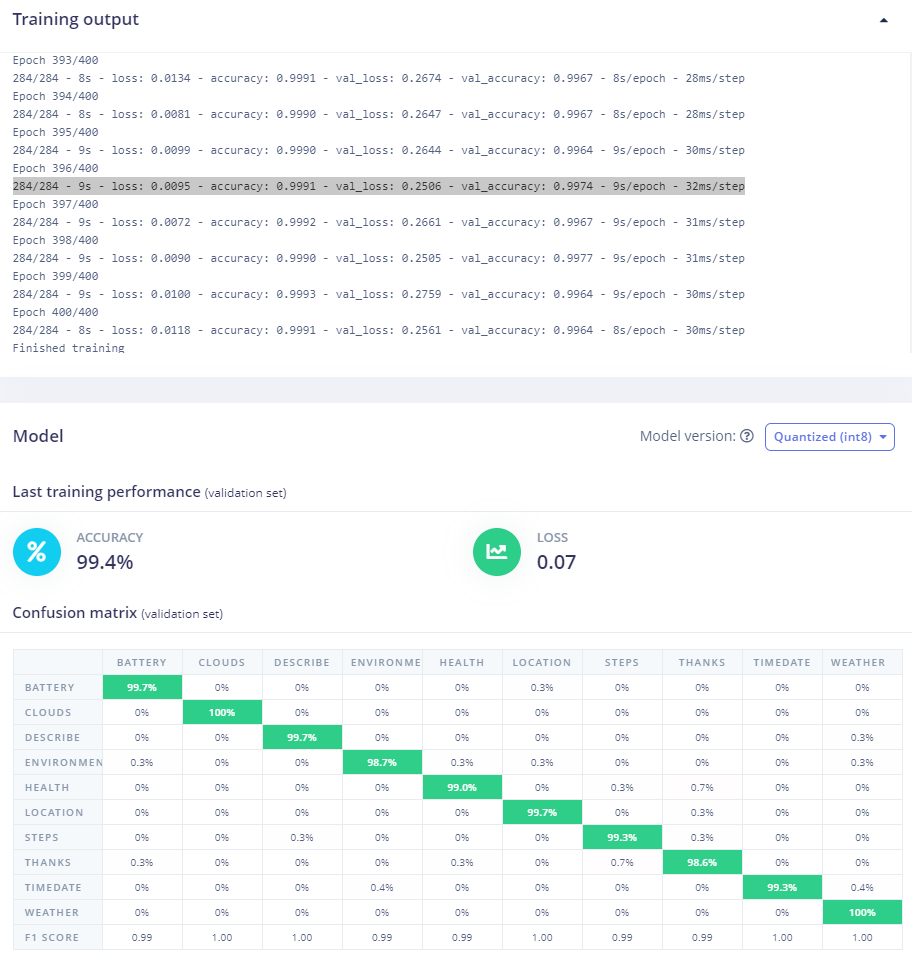 Training output
Epoch 393/400
284/284 - 8s - loss: 0.0134 - accuracy: 0.9991 - val_loss: 0.2674 - val_accuracy: 0.9967 - 8s/epoch - 28ms/step
Epoch 394/400
284/284 - 8s - loss: 0.0081 - accuracy: 0.9990 - val_loss: 0.2647 - val_accuracy: 0.9967 - 8s/epoch - 28ms/step
Epoch 395/400
284/284 - 9s - loss: 0.0099 - accuracy: 0.9990 - val_loss: 0.2644 - val_accuracy: 0.9964 - 9s/epoch - 30ms/step
Epoch 396/400
284/284 - 9s - loss: 0.0095 - accuracy: 0.9991 - val_loss: 0.2506 - val_accuracy: 0.9974 - 9s/epoch - 32ms/step
Epoch 397/400
284/284 - 9s - loss: 0.0072 - accuracy: 0.9992 - val_loss: 0.2661 - val_accuracy: 0.9967 - 9s/epoch - 31ms/step
Epoch 398/400
284/284 - 9s - loss: 0.0090 - accuracy: 0.9990 - val_loss: 0.2505 - val_accuracy: 0.9977 - 9s/epoch - 31ms/step
Epoch 399/400
284/284 - 9s - loss: 0.0100 - accuracy: 0.9993 - val_loss: 0.2759 - val_accuracy: 0.9964 - 9s/epoch - 30ms/step
Epoch 400/400
284/284 - 8s - loss: 0.0118 - accuracy: 0.9991 - val_loss: 0.2561 - val_accuracy: 0.9964 - 8s/epoch - 30ms/step
Finished training
Model
Model version: ? Quantized (int8)
Last training performance (validation set)
% ACCURACY
99.4%
LOSS
0.07
Confusion matrix (validation set)
BATTERY CLOUDS DESCRIBE ENVIRONME HEALTH LOCATION STEPS THANKS TIMEDATE WEATHER
BATTERY 99.7% 0% 0% 0% 0% 0.3% 0% 0% 0% 0%
CLOUDS 0% 100% 0% 0% 0% 0% 0% 0% 0% 0%
DESCRIBE 0% 0% 99.7% 0% 0% 0% 0% 0% 0% 0.3%
ENVIRONMEN 0.3% 0% 0% 98.7% 0.3% 0.3% 0% 0% 0% 0.3%
HEALTH 0% 0% 0% 0% 99.0% 0% 0.3% 0.7% 0% 0%
LOCATION 0% 0% 0% 0% 0% 99.7% 0% 0.3% 0% 0%
STEPS 0% 0% 0.3% 0% 0% 0% 99.3% 0.3% 0% 0%
THANKS 0.3% 0% 0% 0% 0.3% 0% 0.7% 98.6% 0% 0%
TIMEDATE 0% 0% 0% 0.4% 0% 0% 0% 0% 99.3% 0.4%
WEATHER 0% 0% 0% 0% 0% 0% 0% 0% 0% 100%
F1 SCORE 0.99 1.00 1.00 0.99 0.99 1.00 0.99 0.99 1.00 1.00